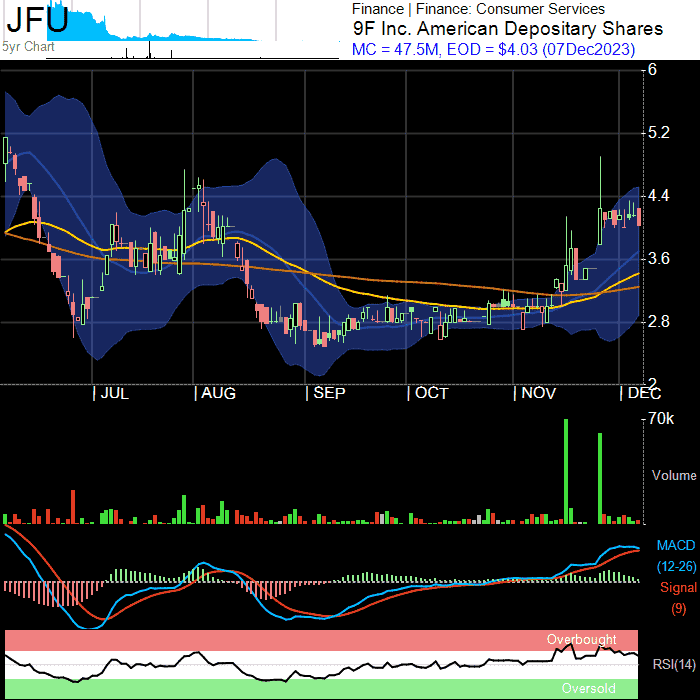 JFU
5yr Chart
Finance | Finance: Consumer Services
9F Inc. American Depositary Shares
MC = 47.5M, EOD = $4.03 (07Dec2023)
6
5.2
4.4
3.6
2.8
2
JUL AUG SEP OCT NOV DEC
70k
Volume
MACD
(12-26)
Signal
(9)
Overbought
RSI(14)
Oversold